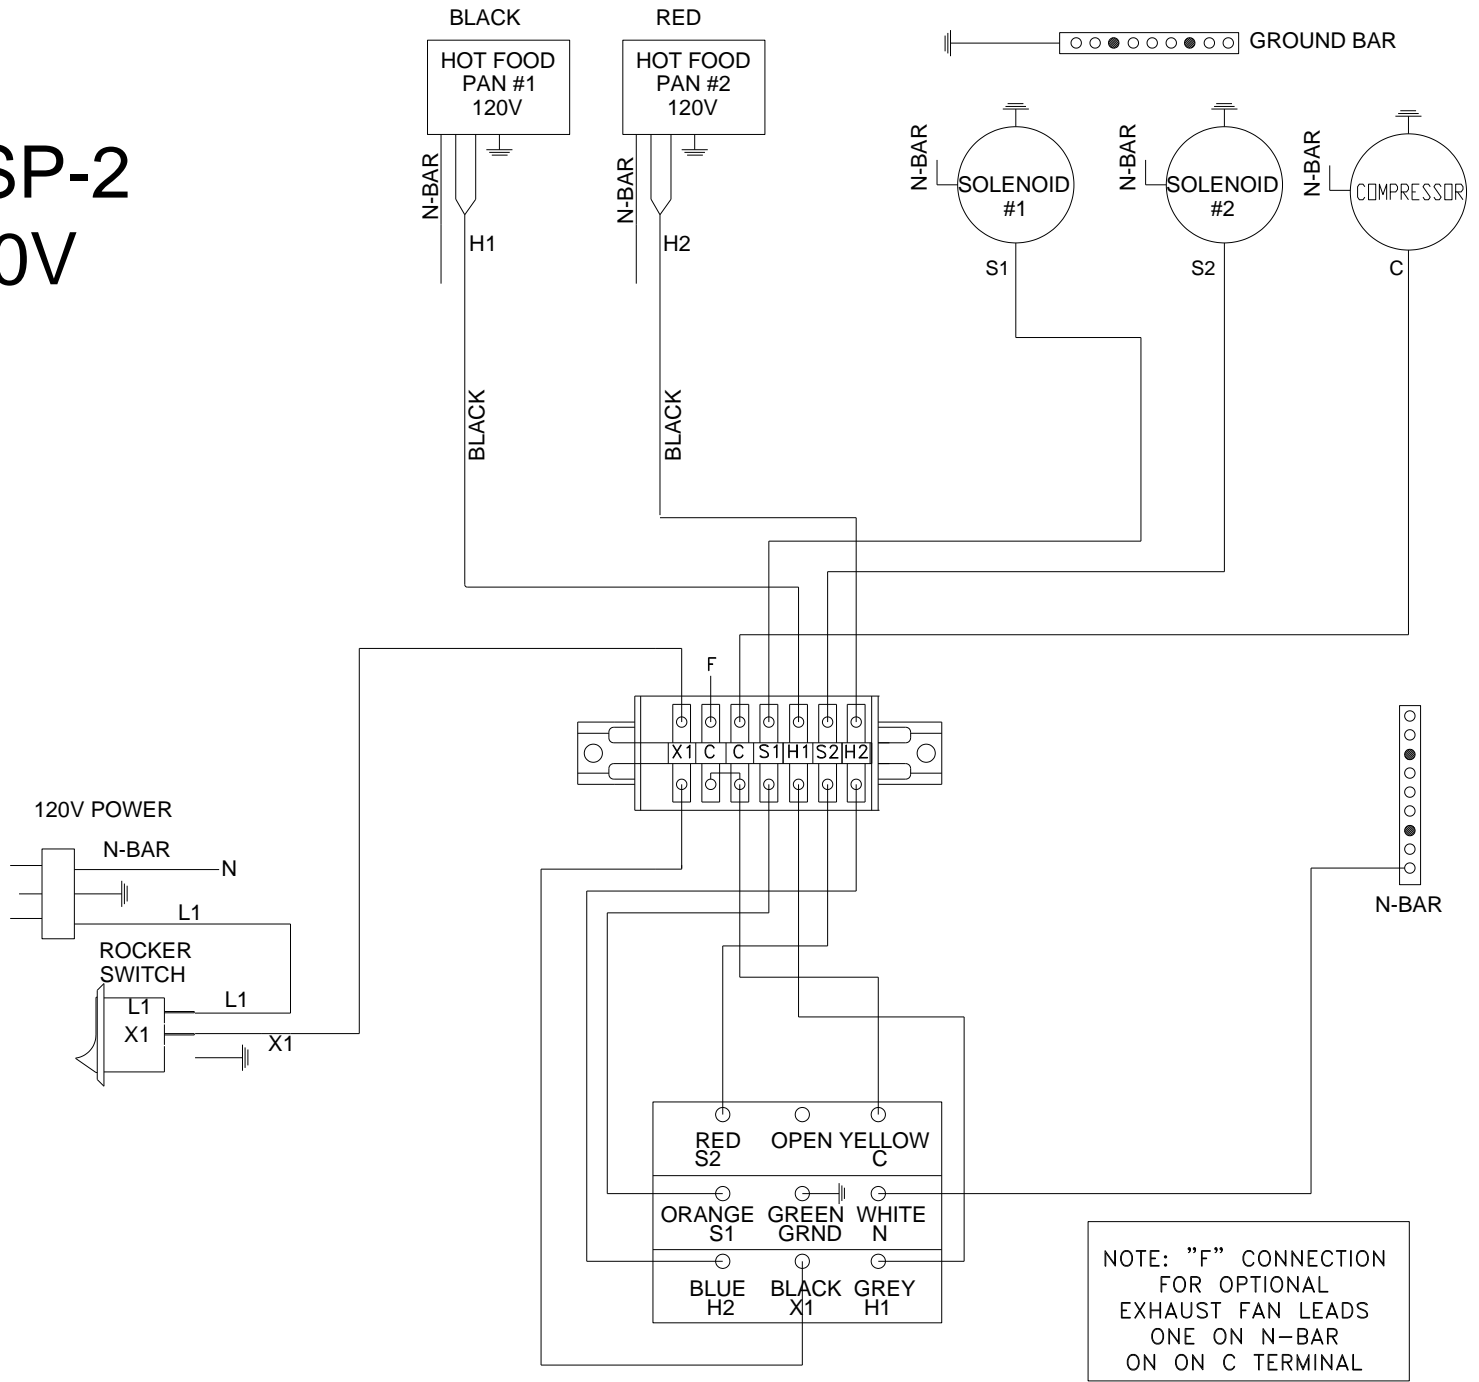 BLACK
RED
HOT FOOD
PAN #1
120V
HOT FOOD
PAN #2
120V
GROUND BAR
SP-2
0V
N-BAR
H1
BLACK
N-BAR
H2
BLACK
N-BAR
SOLENOID
#1
S1
N-BAR
SOLENOID
#2
S2
N-BAR
COMPRESSOR
C
F
X1 C C S1 H1 S2 H2
120V POWER
N-BAR
N
L1
ROCKER
SWITCH
L1
L1
X1
X1
N-BAR
RED
S2
OPEN
YELLOW
C
ORANGE
S1
GREEN
GRND
WHITE
N
BLUE
H2
BLACK
X1
GREY
H1
NOTE: "F" CONNECTION
FOR OPTIONAL
EXHAUST FAN LEADS
ONE ON N-BAR
ON ON C TERMINAL